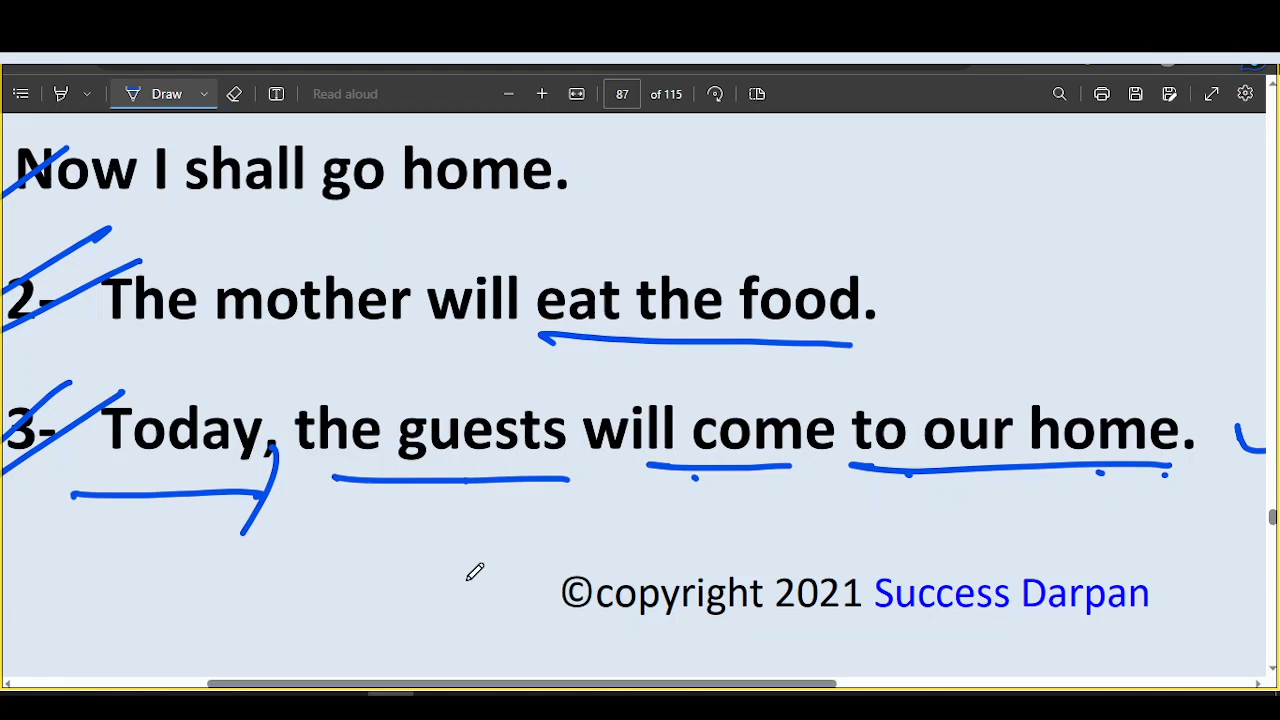 Draw
Read aloud
87 of 115
Now I shall go home.
2- The mother will eat the food.
3- Today, the guests will come to our home.
©copyright 2021 Success Darpan